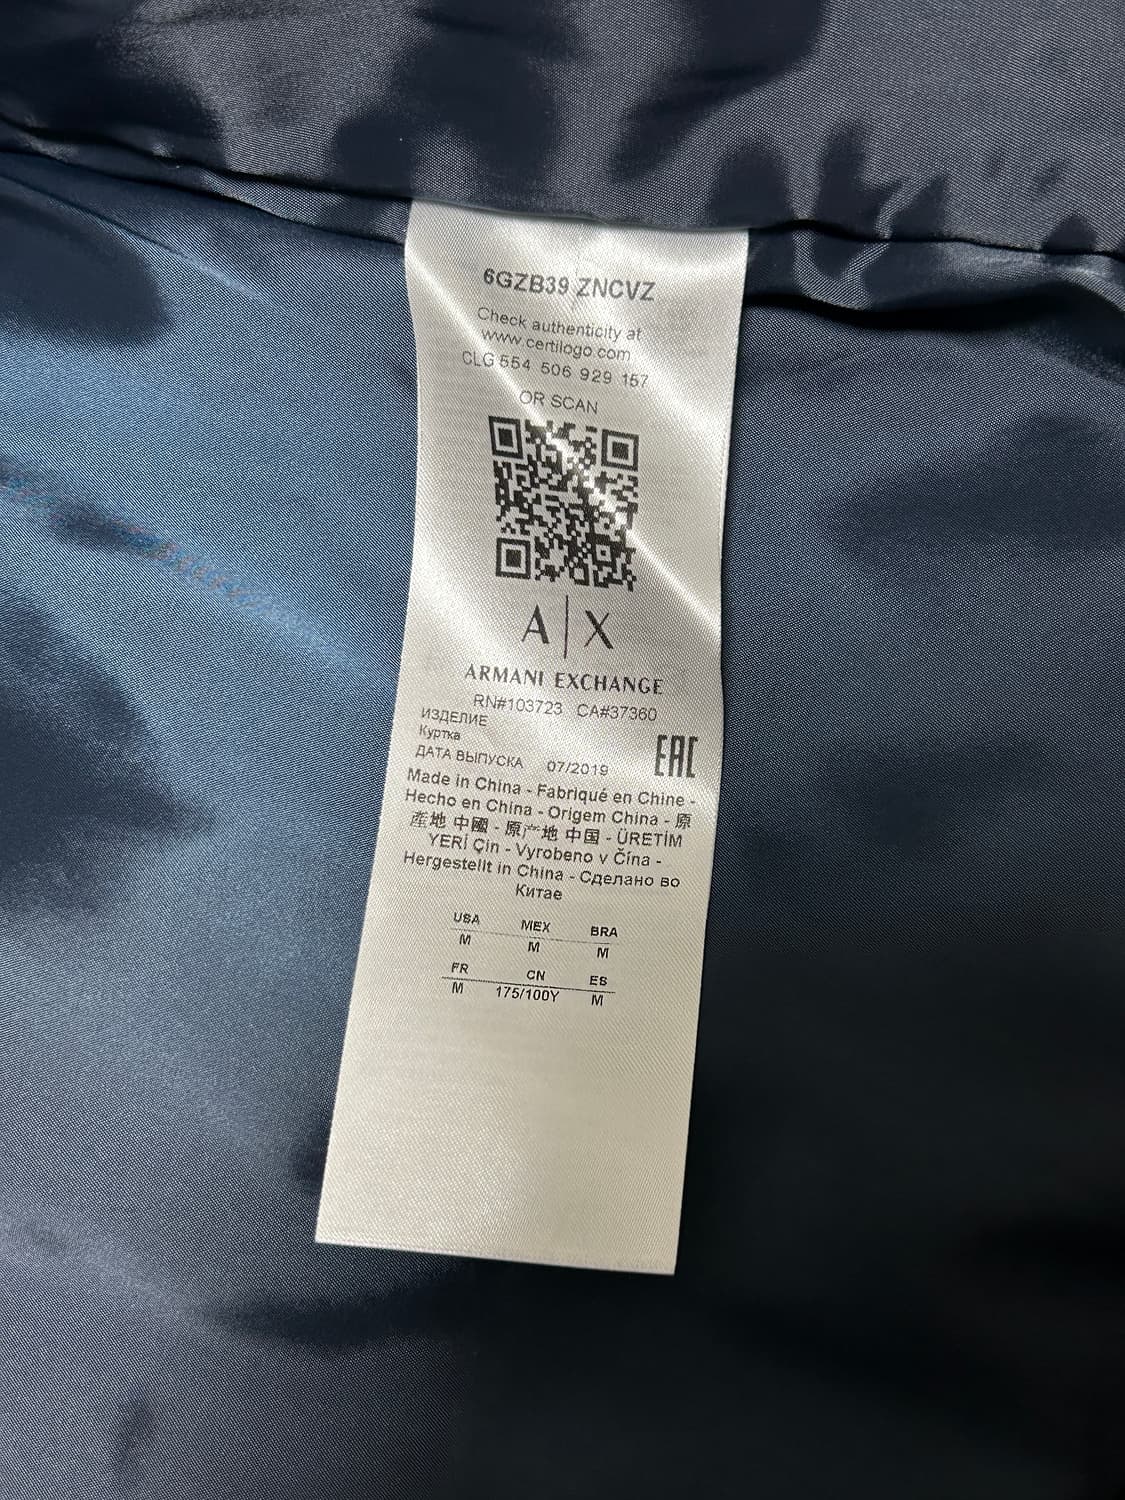 6GZB39 ZNCVZ
Check authenticity at
www.certilogo.com
CLG 554 506 929 157
OR SCAN
A|X
ARMANI EXCHANGE
RN#103723 CA#37360
ИЗДЕЛИЕ
Куртка
EAC
ДАТА ВЫПУСКА 07/2019
Made in China - Fabriqué en Chine -
Hecho en China - Origem China - 原
產地 中國 - 原产地 中国 - ÜRETİM
YERİ Çin - Vyrobeno v Čína -
Hergestellt in China - Сделано во
Китае
USA MEX BRA
M M M
FR CN ES
M 175/100Y M